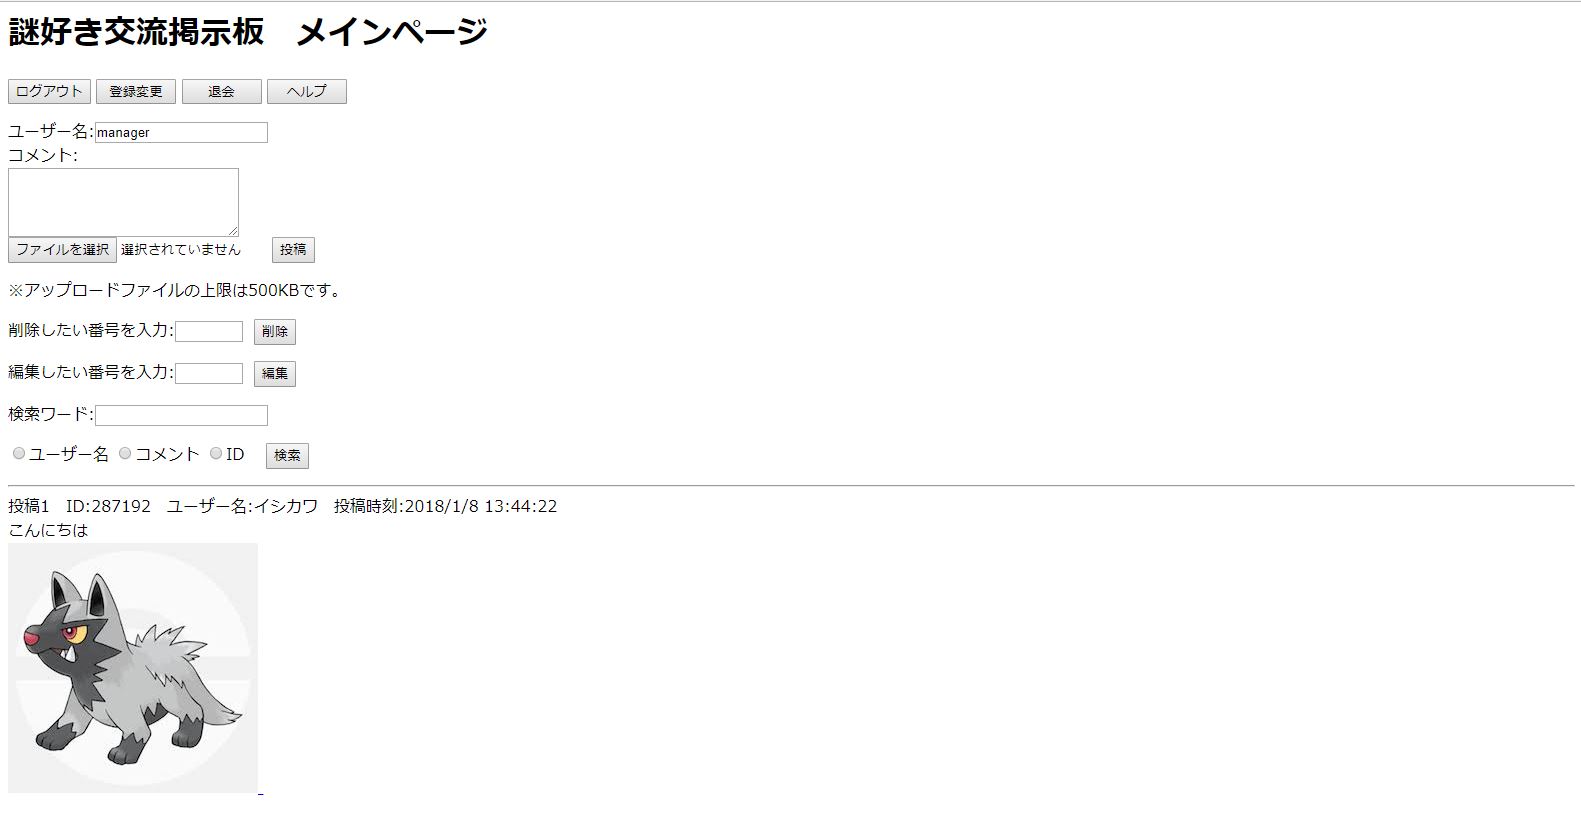 謎好き交流掲示板　メインページ
ログアウト 登録変更 退会 ヘルプ
ユーザー名:manager
コメント:
ファイルを選択 選択されていません 投稿
※アップロードファイルの上限は500KBです。
削除したい番号を入力: 削除
編集したい番号を入力: 編集
検索ワード:
ユーザー名 コメント ID 検索
投稿1　ID:287192　ユーザー名:イシカワ　投稿時刻:2018/1/8 13:44:22
こんにちは